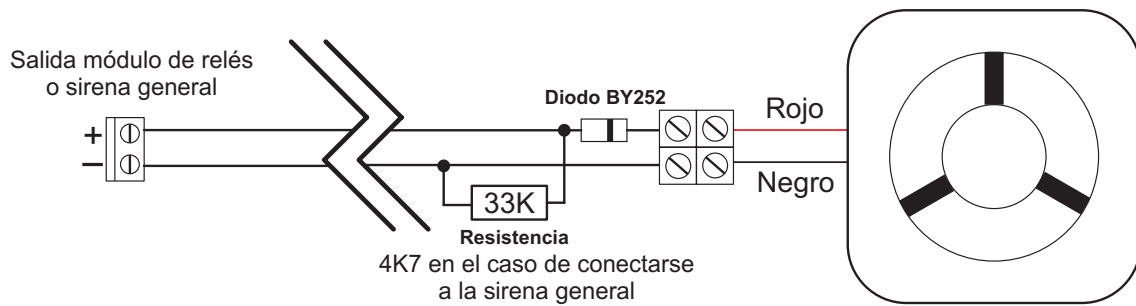 Salida módulo de relés
o sirena general
+
−
Diodo BY252
Rojo
Negro
33K
Resistencia
4K7 en el caso de conectarse
a la sirena general